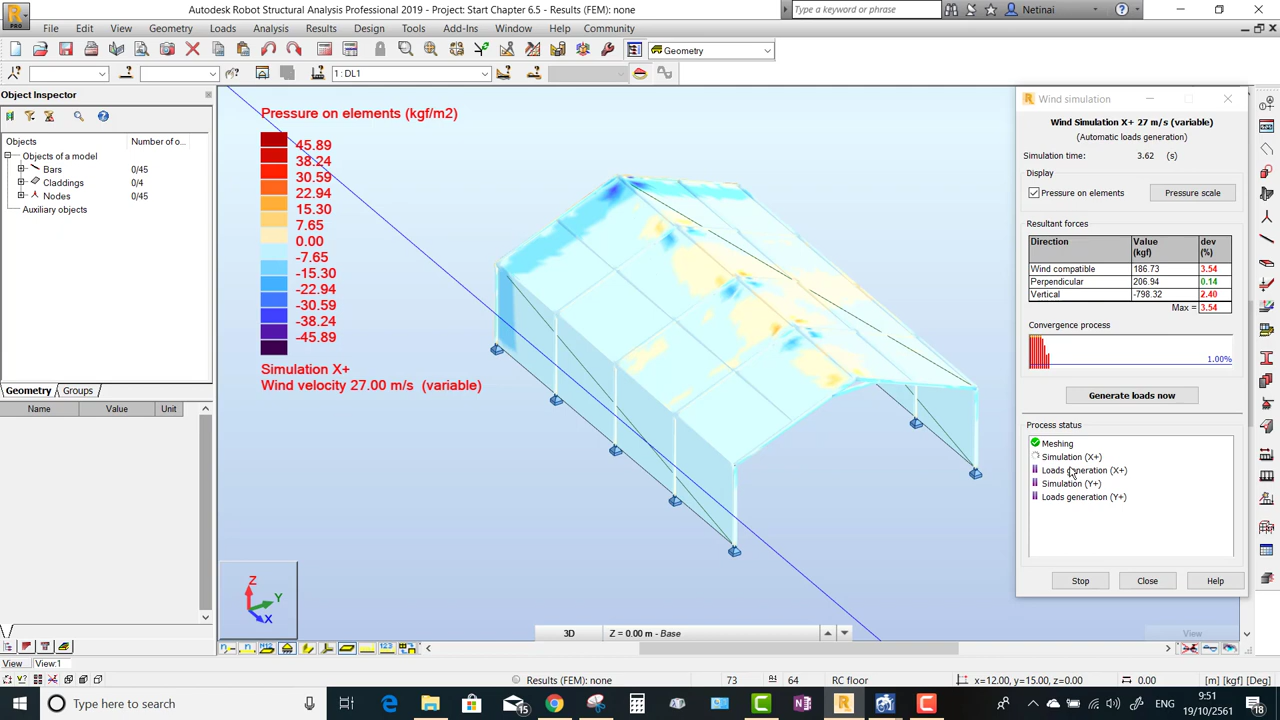 Autodesk Robot Structural Analysis Professional 2019 - Project: Start Chapter 6.5 - Results (FEM): none
Type a keyword or phrase
Netinai
PRO
File Edit View Geometry Loads Analysis Results Design Tools Add-Ins Window Help Community
Geometry
1: DL1
Object Inspector
Objects Number of o...
Objects of a model
Bars 0/45
Claddings 0/4
Nodes 0/45
Auxiliary objects
Geometry Groups
Name Value Unit
Pressure on elements (kgf/m2)
45.89
38.24
30.59
22.94
15.30
7.65
0.00
-7.65
-15.30
-22.94
-30.59
-38.24
-45.89
Simulation X+
Wind velocity 27.00 m/s (variable)
Z
Y
X
3D Z = 0.00 m - Base
View
Wind simulation
Wind Simulation X+ 27 m/s (variable)
(Automatic loads generation)
Simulation time: 3.62 (s)
Display
Pressure on elements
Pressure scale
Resultant forces
Direction Value (kgf) dev (%)
Wind compatible 186.73 3.54
Perpendicular 206.94 0.14
Vertical -798.32 2.40
Max = 3.54
Convergence process
1.00%
Generate loads now
Process status
Meshing
Simulation (X+)
Loads generation (X+)
Simulation (Y+)
Loads generation (Y+)
Stop Close Help
View View:1
Results (FEM): none 73 64 RC floor x=12.00, y=15.00, z=0.00 0.00 [m] [kgf] [Deg]
Type here to search
15
9:51
19/10/2561